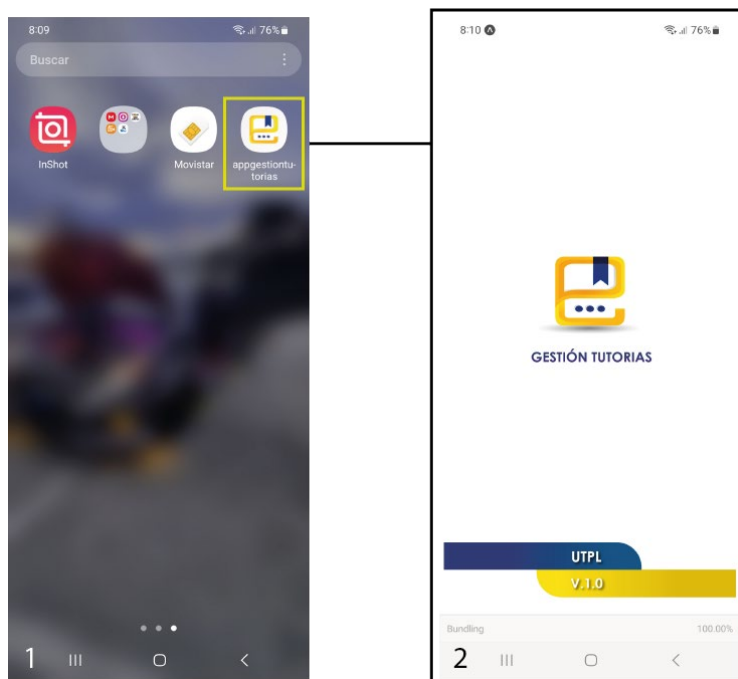 8:09
76%
Buscar
InShot
Movistar
appgestiontu-
torias
1
8:10
76%
GESTIÓN TUTORIAS
UTPL
V.1.0
Bundling
100.00%
2